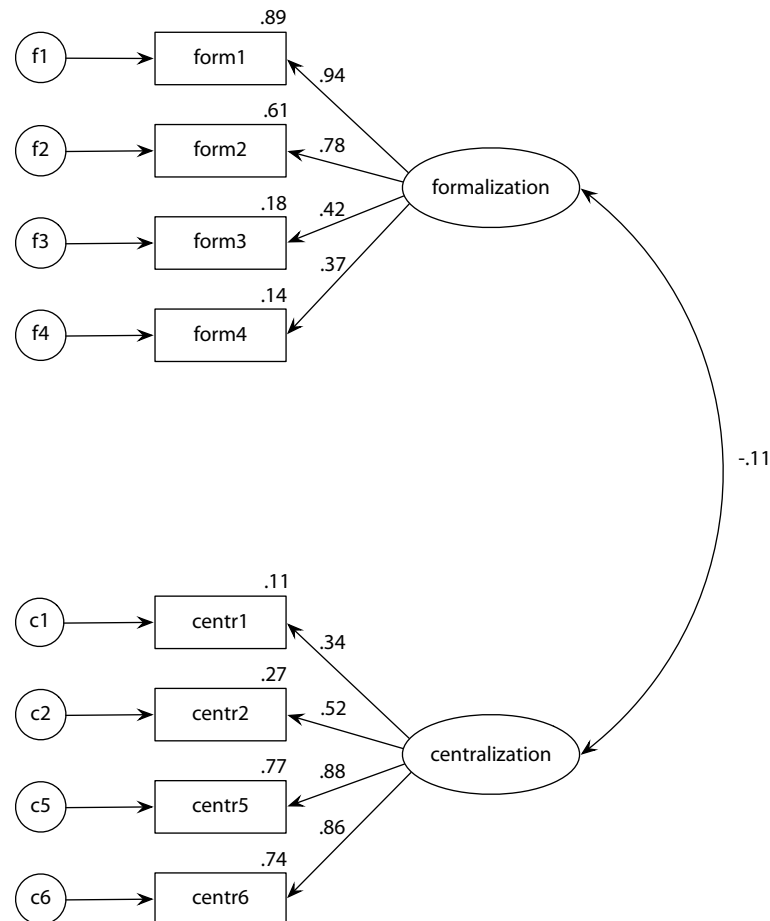 .89
f1
form1
.94
.61
f2
form2
.78
formalization
.18
f3
form3
.42
.37
.14
f4
form4
-.11
.11
c1
centr1
.34
.27
c2
centr2
.52
centralization
.77
c5
centr5
.88
.86
.74
c6
centr6